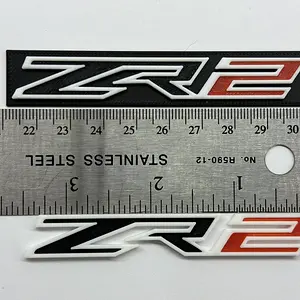 ZR2
22 23 24 25 26 27 28 29 30
STAINLESS STEEL No. R590-12
3 2 1
ZR2